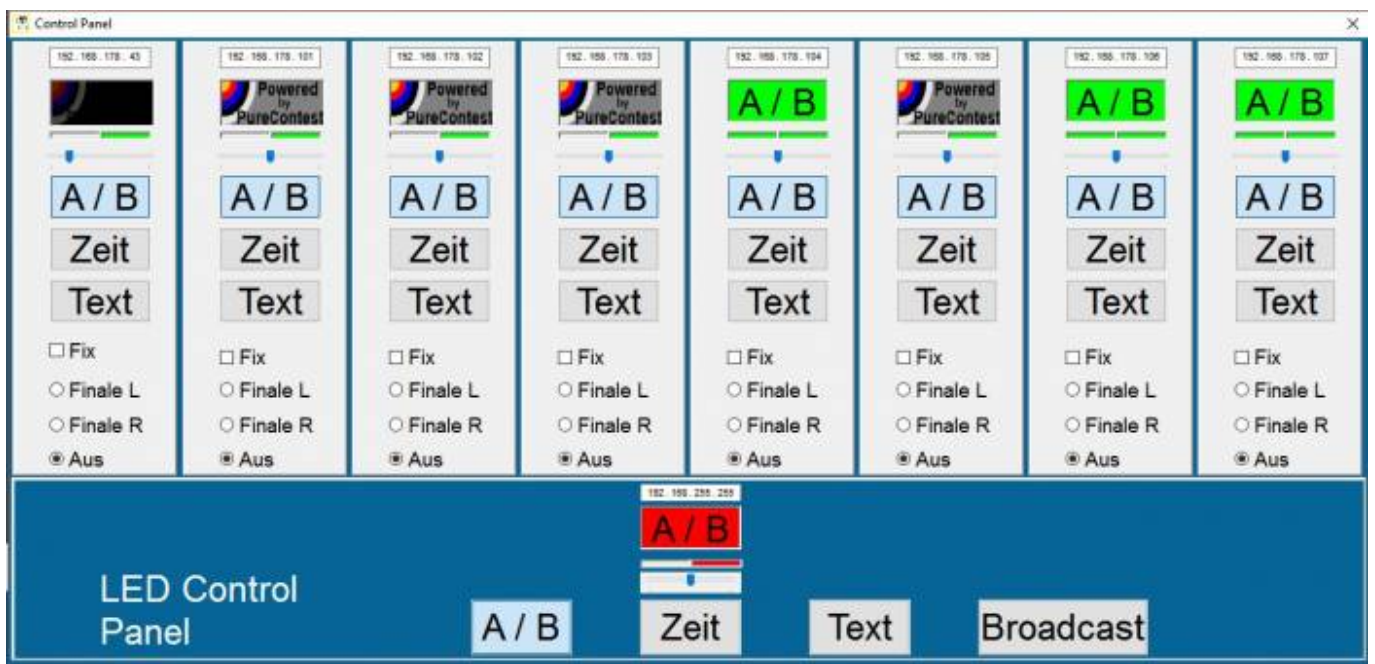 Control Panel
192 . 168 . 178 . 43
A / B
Zeit
Text
Fix
Finale L
Finale R
Aus
192 . 168 . 178 . 101
Powered
by
PureContest
A / B
Zeit
Text
Fix
Finale L
Finale R
Aus
192 . 168 . 178 . 102
Powered
by
PureContest
A / B
Zeit
Text
Fix
Finale L
Finale R
Aus
192 . 168 . 178 . 103
Powered
by
PureContest
A / B
Zeit
Text
Fix
Finale L
Finale R
Aus
192 . 168 . 178 . 104
A / B
A / B
Zeit
Text
Fix
Finale L
Finale R
Aus
192 . 168 . 178 . 105
Powered
by
PureContest
A / B
Zeit
Text
Fix
Finale L
Finale R
Aus
192 . 168 . 178 . 106
A / B
A / B
Zeit
Text
Fix
Finale L
Finale R
Aus
192 . 168 . 178 . 107
A / B
A / B
Zeit
Text
Fix
Finale L
Finale R
Aus
192 . 168 . 255 . 255
A / B
LED Control
Panel
A / B
Zeit
Text
Broadcast